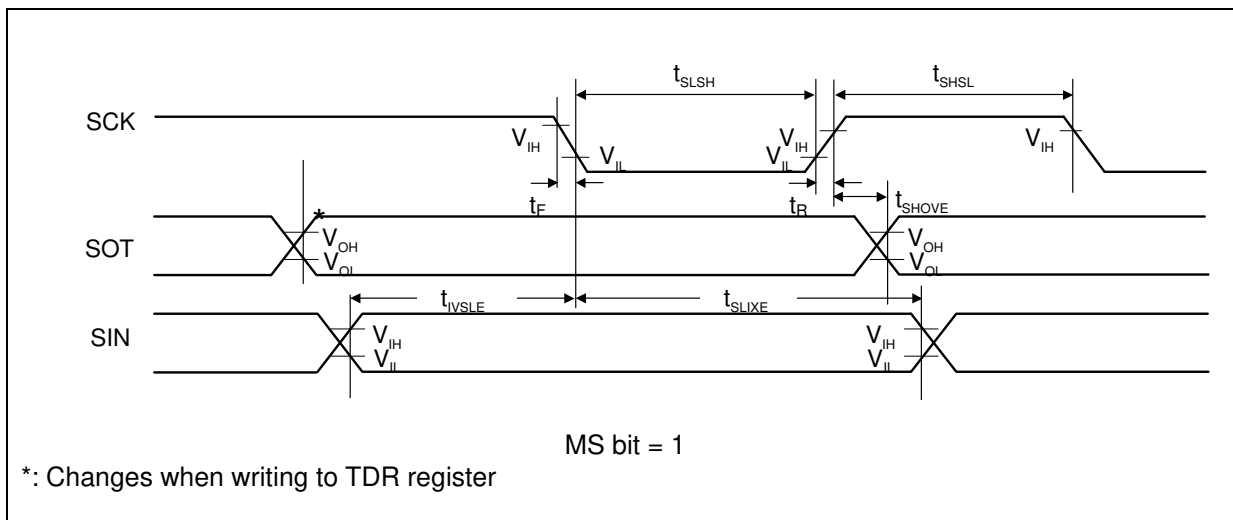 tSLSH tSHSL
SCK
VIH VIL VIH VIL VIH
tF tR tSHOVE
*
SOT
VOH VOH
VOL VOL
tIVSLE tSLIXE
SIN
VIH VIH
VIL VIL
MS bit = 1
*: Changes when writing to TDR register